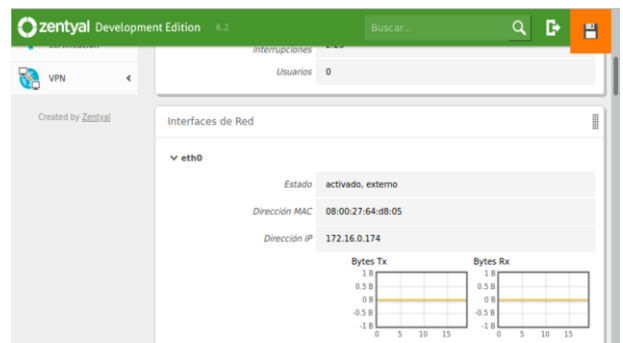 zentyal Development Edition 6.2 Buscar...
interrupciones
Usuarios 0
VPN
Created by Zentyal
Interfaces de Red
eth0
Estado activado, externo
Dirección MAC 08:00:27:64:d8:05
Dirección IP 172.16.0.174
Bytes Tx Bytes Rx
1 B 1 B
0.5 B 0.5 B
0 B 0 B
-0.5 B -0.5 B
-1 B -1 B
0 5 10 15 0 5 10 15